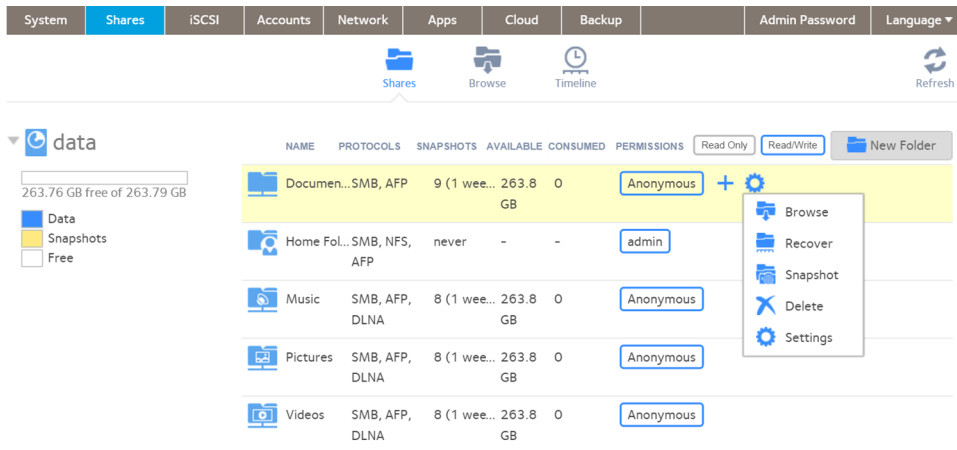 System Shares iSCSI Accounts Network Apps Cloud Backup Admin Password Language
Shares Browse Timeline Refresh
data
263.76 GB free of 263.79 GB
Data
Snapshots
Free
NAME PROTOCOLS SNAPSHOTS AVAILABLE CONSUMED PERMISSIONS Read Only Read/Write New Folder
Documen... SMB, AFP 9 (1 wee... 263.8 0 Anonymous
GB
Home Fol... SMB, NFS, never - - admin
AFP
Music SMB, AFP, 8 (1 wee... 263.8 0 Anonymous
DLNA GB
Pictures SMB, AFP, 8 (1 wee... 263.8 0 Anonymous
DLNA GB
Videos SMB, AFP, 8 (1 wee... 263.8 0 Anonymous
DLNA GB
Browse
Recover
Snapshot
Delete
Settings